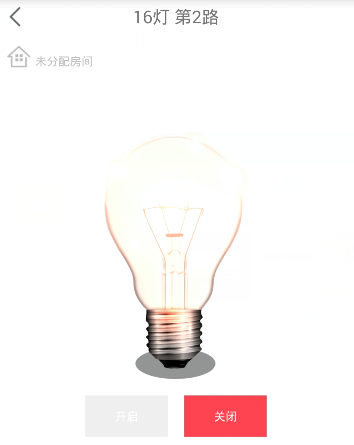 16灯 第2路
未分配房间
开启
关闭